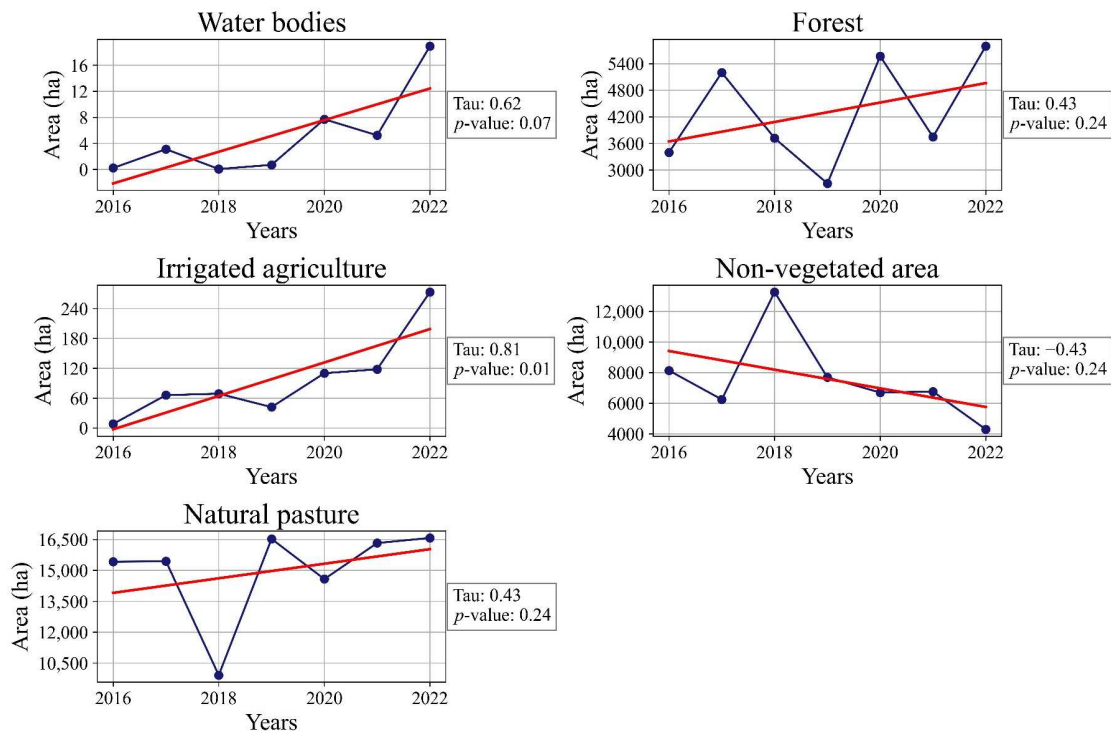 Water bodies
Area (ha)
16
12
8
4
0
2016 2018 2020 2022
Years
Tau: 0.62
p-value: 0.07
Forest
Area (ha)
5400
4800
4200
3600
3000
2016 2018 2020 2022
Years
Tau: 0.43
p-value: 0.24
Irrigated agriculture
Area (ha)
240
180
120
60
0
2016 2018 2020 2022
Years
Tau: 0.81
p-value: 0.01
Non-vegetated area
Area (ha)
12,000
10,000
8000
6000
4000
2016 2018 2020 2022
Years
Tau: −0.43
p-value: 0.24
Natural pasture
Area (ha)
16,500
15,000
13,500
12,000
10,500
2016 2018 2020 2022
Years
Tau: 0.43
p-value: 0.24